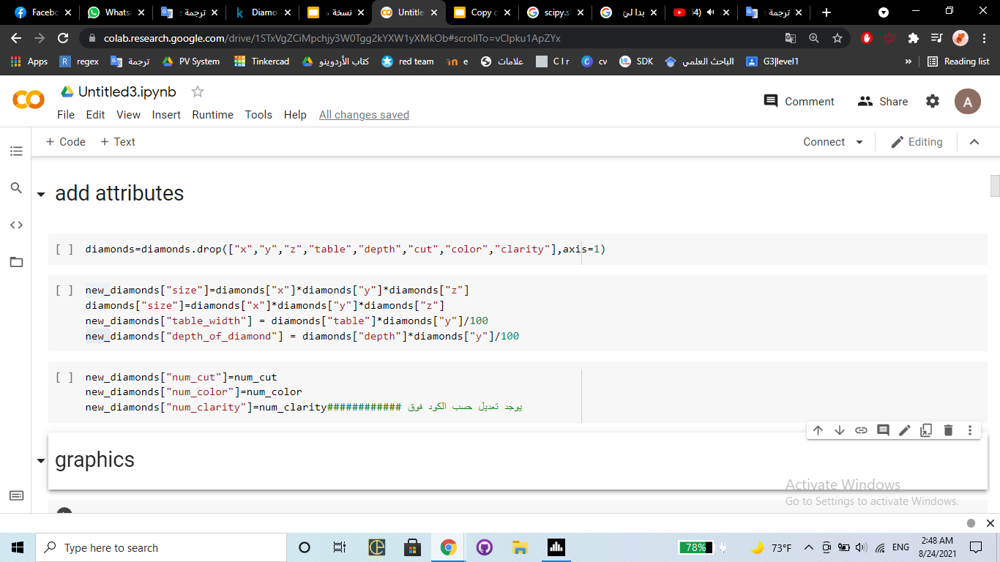 Facebo
WhatsA
ترجمة
Diamo
نسخة
Untitle
Copy o
scipy.s
بدا لي
ترجمة
colab.research.google.com/drive/1STxVgZCiMpchjy3W0Tgg2kYXW1yXMkOb#scrollTo=vClpku1ApZYx
Apps regex ترجمة PV System Tinkercad كتاب الأردوينو red team in e علامات C I r cv SDK الباحث العلمي G3|level1 » Reading list
Untitled3.ipynb
Comment Share A
File Edit View Insert Runtime Tools Help All changes saved
+ Code + Text Connect Editing
add attributes
[ ] diamonds=diamonds.drop(["x","y","z","table","depth","cut","color","clarity"],axis=1)
[ ] new_diamonds["size"]=diamonds["x"]*diamonds["y"]*diamonds["z"]
diamonds["size"]=diamonds["x"]*diamonds["y"]*diamonds["z"]
new_diamonds["table_width"] = diamonds["table"]*diamonds["y"]/100
new_diamonds["depth_of_diamond"] = diamonds["depth"]*diamonds["y"]/100
[ ] new_diamonds["num_cut"]=num_cut
new_diamonds["num_color"]=num_color
new_diamonds["num_clarity"]=num_clarity############ يوجد تعديل حسب الكود فوق
graphics
Activate Windows
Go to Settings to activate Windows.
Type here to search
78%
73°F
ENG
2:48 AM
8/24/2021